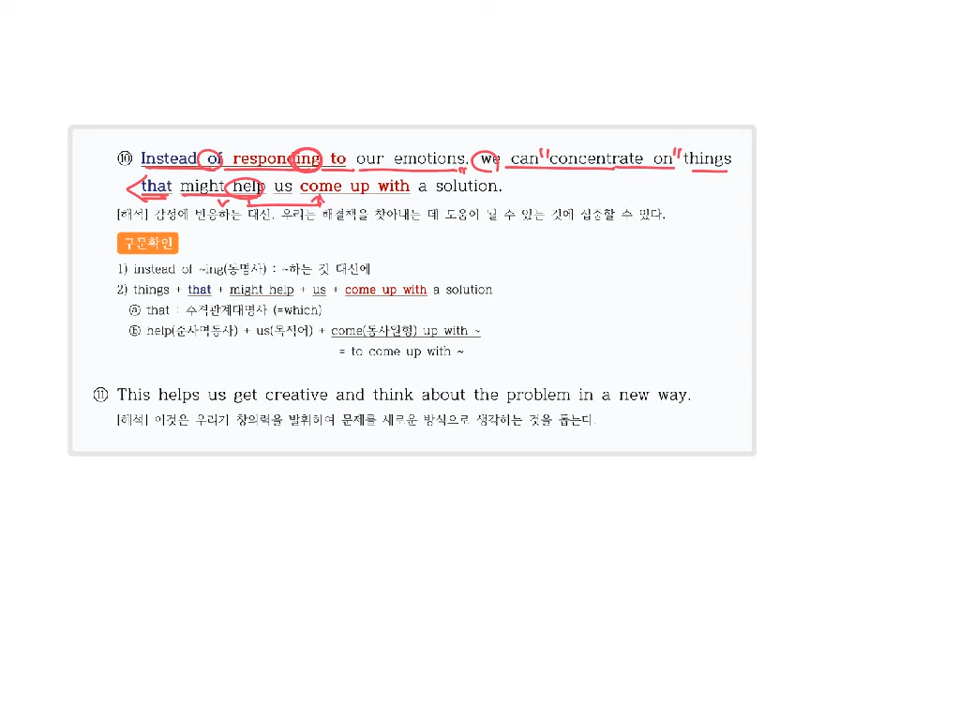 ⑩ Instead of responding to our emotions, we can "concentrate on" things
that might help us come up with a solution.
[해석] 감정에 반응하는 대신, 우리는 해결책을 찾아내는 데 도움이 될 수 있는 것에 집중할 수 있다.
구문확인
1) instead of ~ing(동명사) : ~하는 것 대신에
2) things + that + might help + us + come up with a solution
ⓐ that : 주격관계대명사 (=which)
ⓑ help(준사역동사) + us(목적어) + come(동사원형) up with ~
= to come up with ~
⑪ This helps us get creative and think about the problem in a new way.
[해석] 이것은 우리가 창의력을 발휘하여 문제를 새로운 방식으로 생각하는 것을 돕는다.